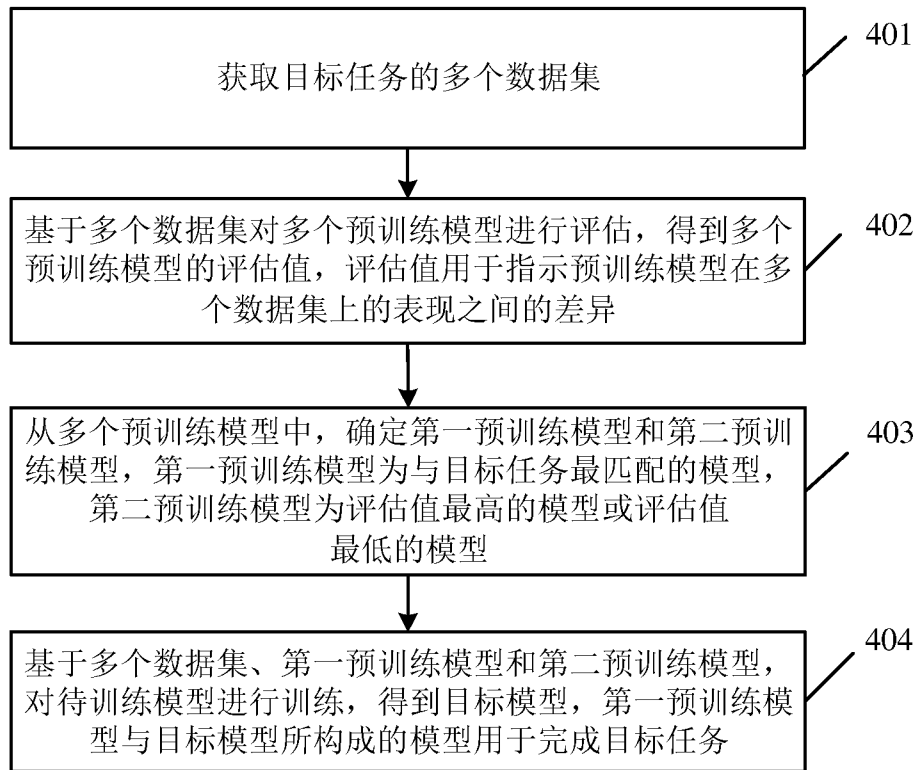 获取目标任务的多个数据集
401
基于多个数据集对多个预训练模型进行评估，得到多个
预训练模型的评估值，评估值用于指示预训练模型在多
个数据集上的表现之间的差异
402
从多个预训练模型中，确定第一预训练模型和第二预训
练模型，第一预训练模型为与目标任务最匹配的模型，
第二预训练模型为评估值最高的模型或评估值
最低的模型
403
基于多个数据集、第一预训练模型和第二预训练模型，
对待训练模型进行训练，得到目标模型，第一预训练模
型与目标模型所构成的模型用于完成目标任务
404